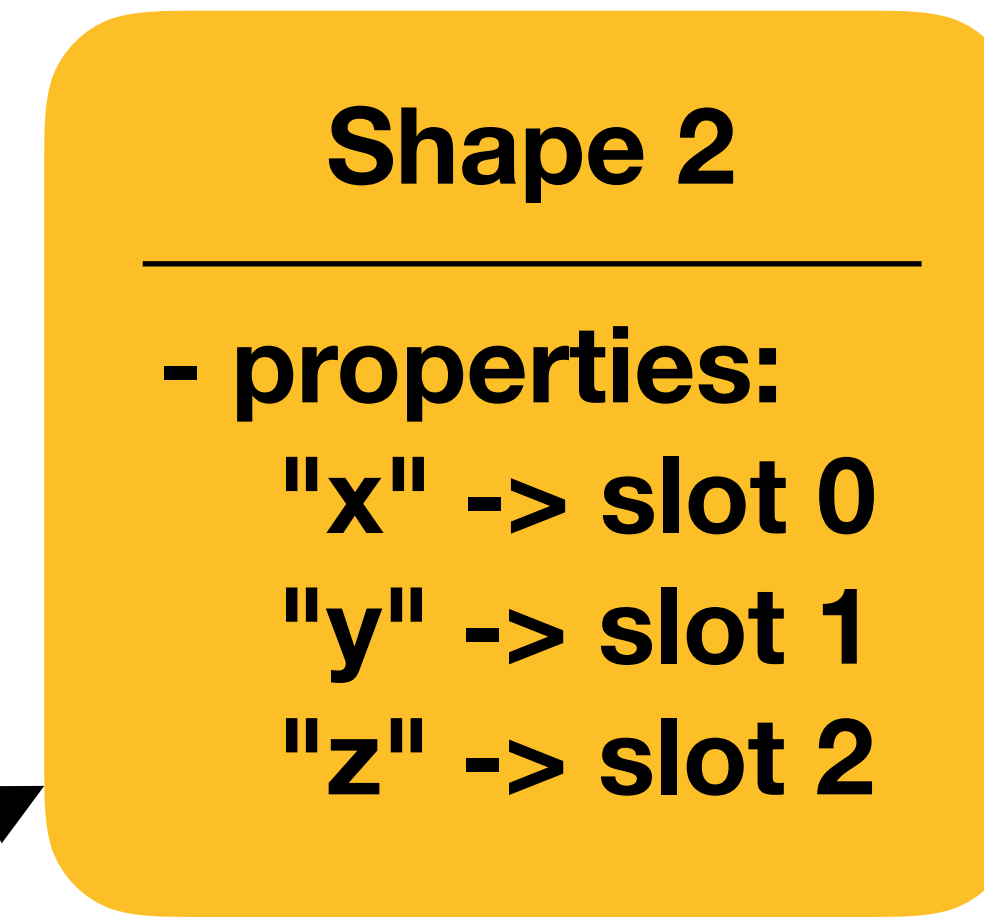 Shape 2
- properties:
"x" -> slot 0
"y" -> slot 1
"z" -> slot 2